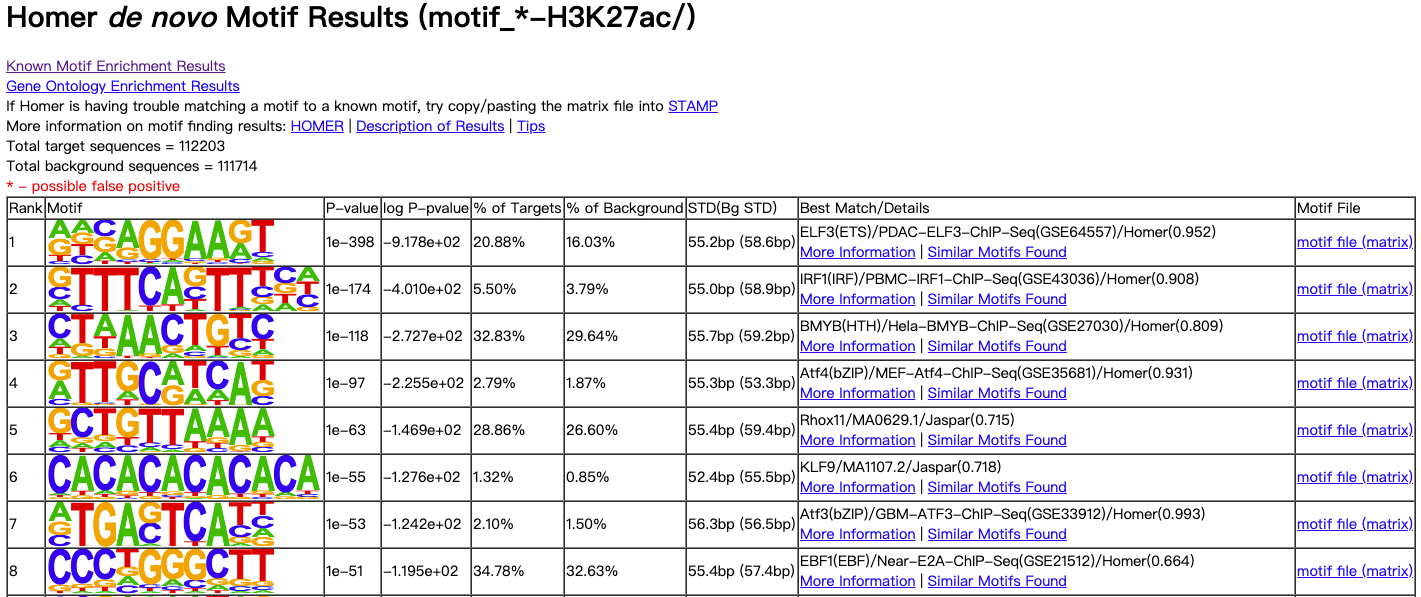 Homer de novo Motif Results (motif_*-H3K27ac/)
Known Motif Enrichment Results
Gene Ontology Enrichment Results
If Homer is having trouble matching a motif to a known motif, try copy/pasting the matrix file into STAMP
More information on motif finding results: HOMER | Description of Results | Tips
Total target sequences = 112203
Total background sequences = 111714
* - possible false positive
Rank Motif P-value log P-pvalue % of Targets % of Background STD(Bg STD) Best Match/Details Motif File
1 1e-398 -9.178e+02 20.88% 16.03% 55.2bp (58.6bp) ELF3(ETS)/PDAC-ELF3-ChIP-Seq(GSE64557)/Homer(0.952)
More Information | Similar Motifs Found motif file (matrix)
2 1e-174 -4.010e+02 5.50% 3.79% 55.0bp (58.9bp) IRF1(IRF)/PBMC-IRF1-ChIP-Seq(GSE43036)/Homer(0.908)
More Information | Similar Motifs Found motif file (matrix)
3 1e-118 -2.727e+02 32.83% 29.64% 55.7bp (59.2bp) BMYB(HTH)/Hela-BMYB-ChIP-Seq(GSE27030)/Homer(0.809)
More Information | Similar Motifs Found motif file (matrix)
4 1e-97 -2.255e+02 2.79% 1.87% 55.3bp (53.3bp) Atf4(bZIP)/MEF-Atf4-ChIP-Seq(GSE35681)/Homer(0.931)
More Information | Similar Motifs Found motif file (matrix)
5 1e-63 -1.469e+02 28.86% 26.60% 55.4bp (59.4bp) Rhox11/MA0629.1/Jaspar(0.715)
More Information | Similar Motifs Found motif file (matrix)
6 CACACACACACA 1e-55 -1.276e+02 1.32% 0.85% 52.4bp (55.5bp) KLF9/MA1107.2/Jaspar(0.718)
More Information | Similar Motifs Found motif file (matrix)
7 1e-53 -1.242e+02 2.10% 1.50% 56.3bp (56.5bp) Atf3(bZIP)/GBM-ATF3-ChIP-Seq(GSE33912)/Homer(0.993)
More Information | Similar Motifs Found motif file (matrix)
8 1e-51 -1.195e+02 34.78% 32.63% 55.4bp (57.4bp) EBF1(EBF)/Near-E2A-ChIP-Seq(GSE21512)/Homer(0.664)
More Information | Similar Motifs Found motif file (matrix)